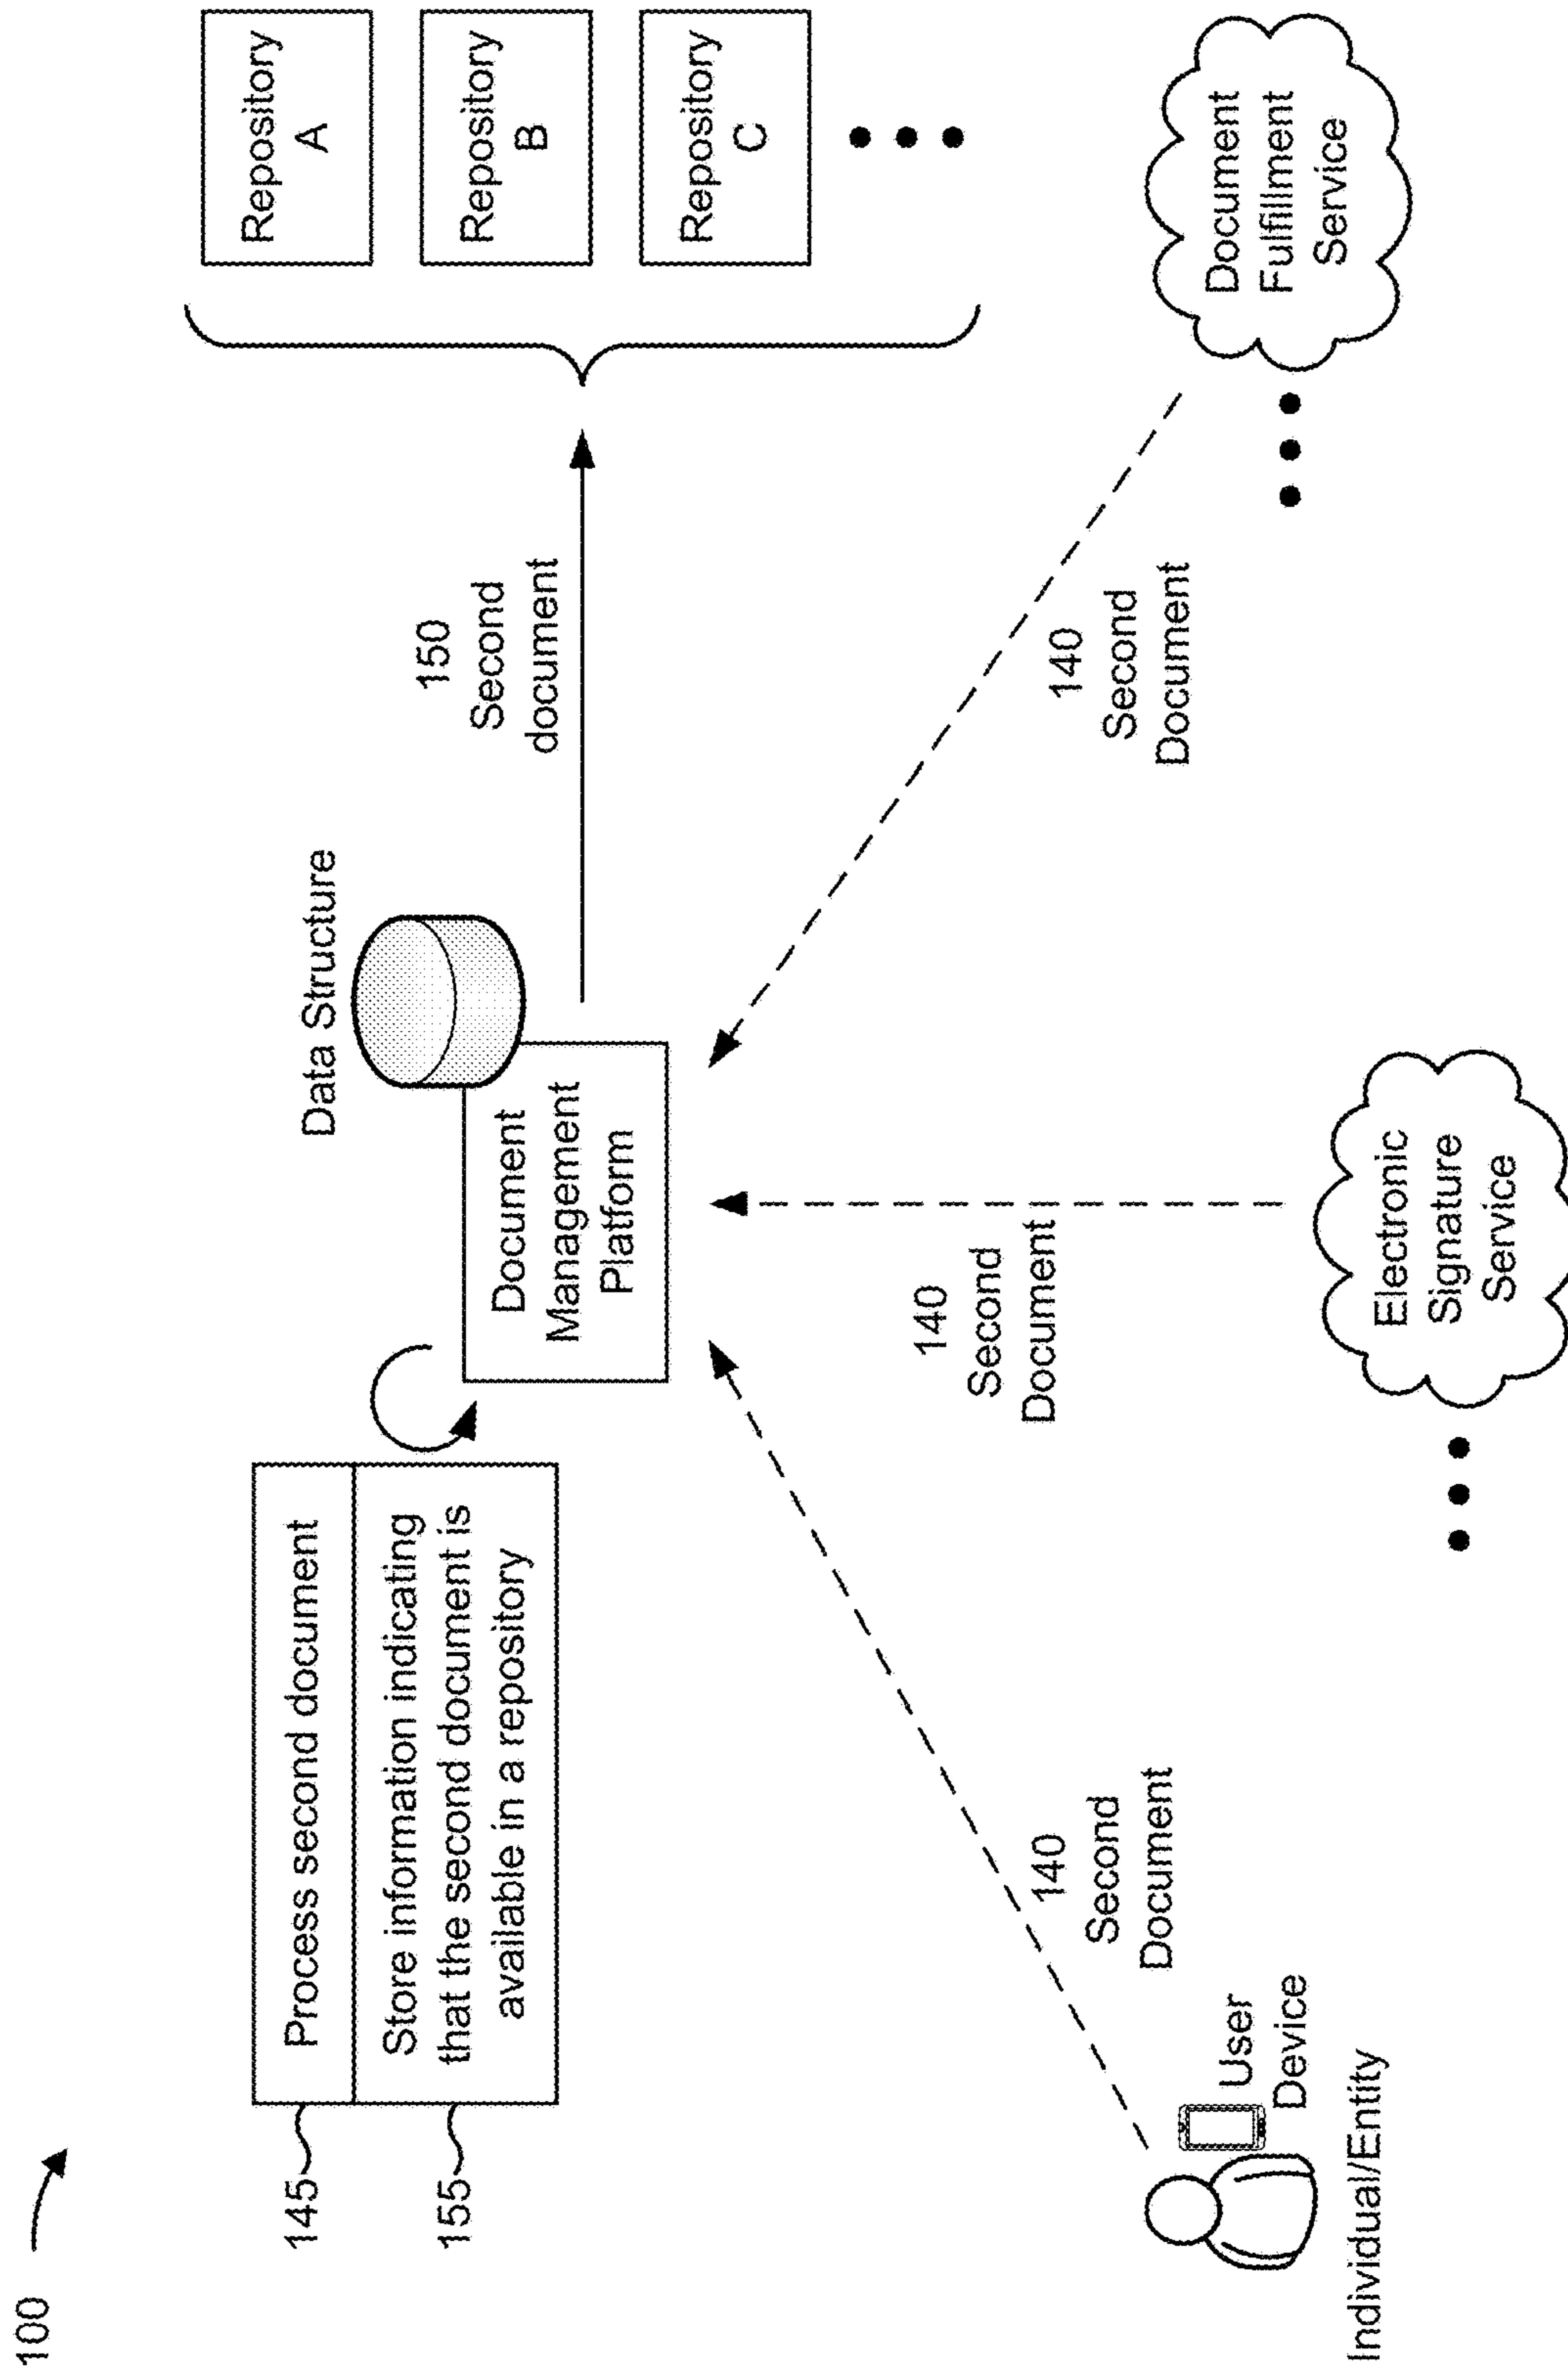 100
145
Process second document
155
Store information indicating
that the second document is
available in a repository
Data Structure
Document
Management
Platform
150
Second
document
Repository
A
Repository
B
Repository
C
140
Second
Document
140
Second
Document
140
Second
Document
User
Device
Individual/Entity
Electronic
Signature
Service
Document
Fulfillment
Service